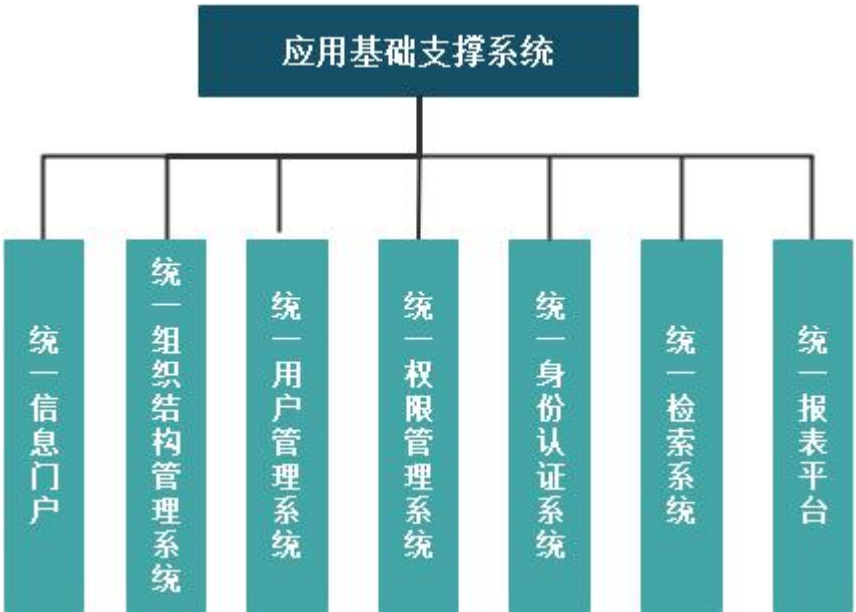 应用基础支撑系统
统一信息门户
统一组织结构管理系统
统一用户管理系统
统一权限管理系统
统一身份认证系统
统一检索系统
统一报表平台